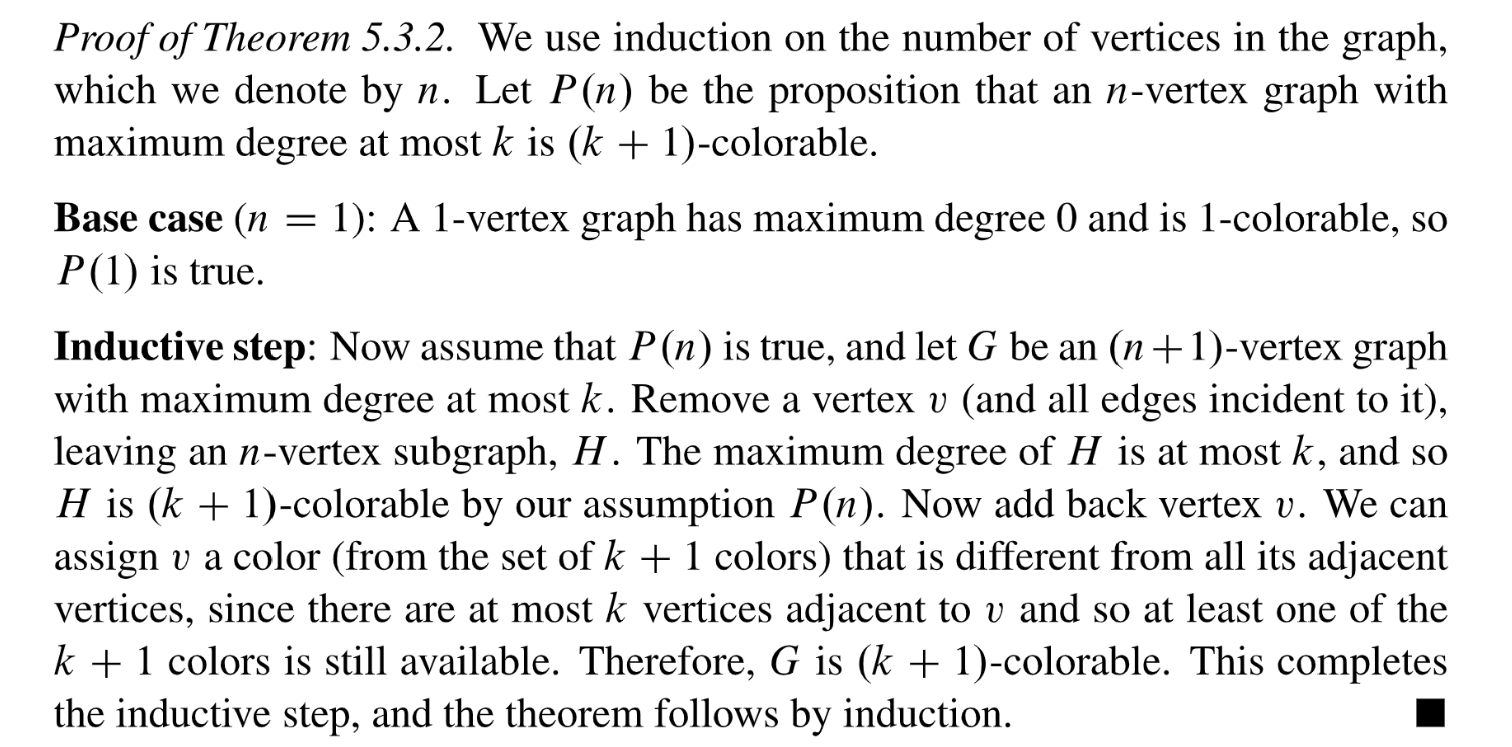 Proof of Theorem 5.3.2. We use induction on the number of vertices in the graph,
which we denote by n. Let P(n) be the proposition that an n-vertex graph with
maximum degree at most k is (k + 1)-colorable.
Base case (n = 1): A 1-vertex graph has maximum degree 0 and is 1-colorable, so
P(1) is true.
Inductive step: Now assume that P(n) is true, and let G be an (n+1)-vertex graph
with maximum degree at most k. Remove a vertex v (and all edges incident to it),
leaving an n-vertex subgraph, H. The maximum degree of H is at most k, and so
H is (k + 1)-colorable by our assumption P(n). Now add back vertex v. We can
assign v a color (from the set of k + 1 colors) that is different from all its adjacent
vertices, since there are at most k vertices adjacent to v and so at least one of the
k + 1 colors is still available. Therefore, G is (k + 1)-colorable. This completes
the inductive step, and the theorem follows by induction. ■